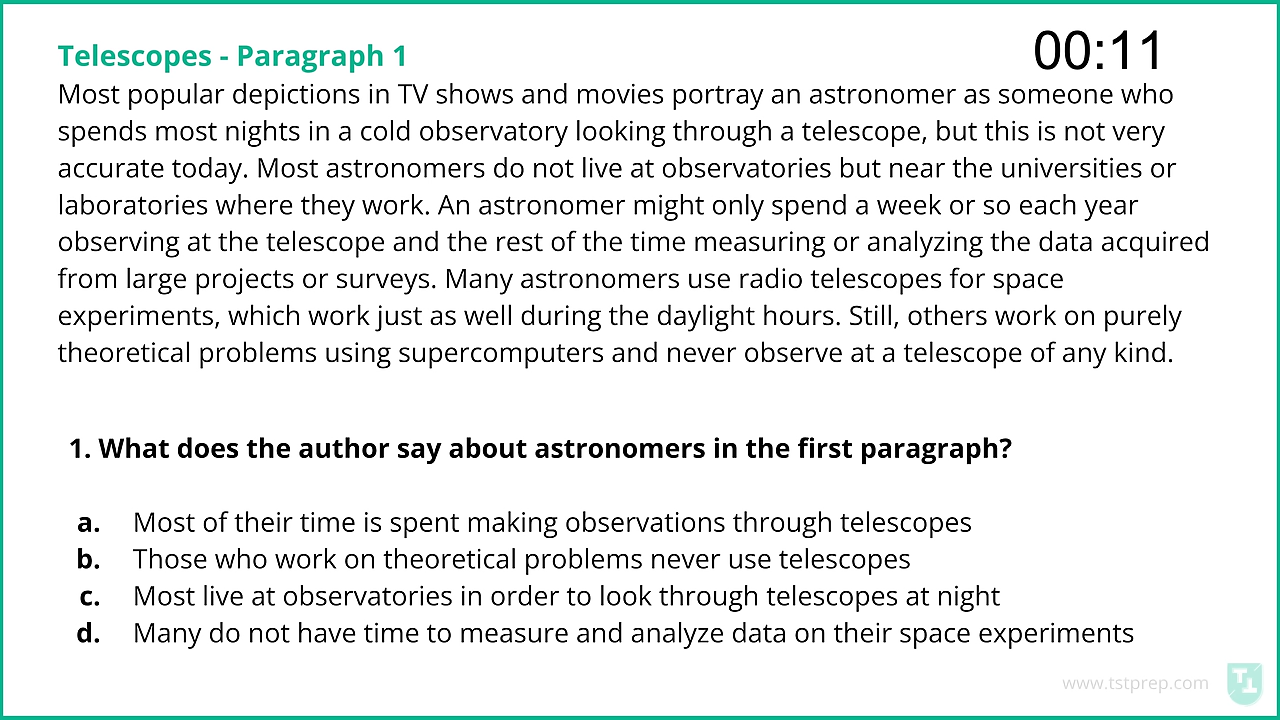 Telescopes - Paragraph 1
00:11
Most popular depictions in TV shows and movies portray an astronomer as someone who
spends most nights in a cold observatory looking through a telescope, but this is not very
accurate today. Most astronomers do not live at observatories but near the universities or
laboratories where they work. An astronomer might only spend a week or so each year
observing at the telescope and the rest of the time measuring or analyzing the data acquired
from large projects or surveys. Many astronomers use radio telescopes for space
experiments, which work just as well during the daylight hours. Still, others work on purely
theoretical problems using supercomputers and never observe at a telescope of any kind.
1. What does the author say about astronomers in the first paragraph?
a. Most of their time is spent making observations through telescopes
b. Those who work on theoretical problems never use telescopes
c. Most live at observatories in order to look through telescopes at night
d. Many do not have time to measure and analyze data on their space experiments
www.tstprep.com